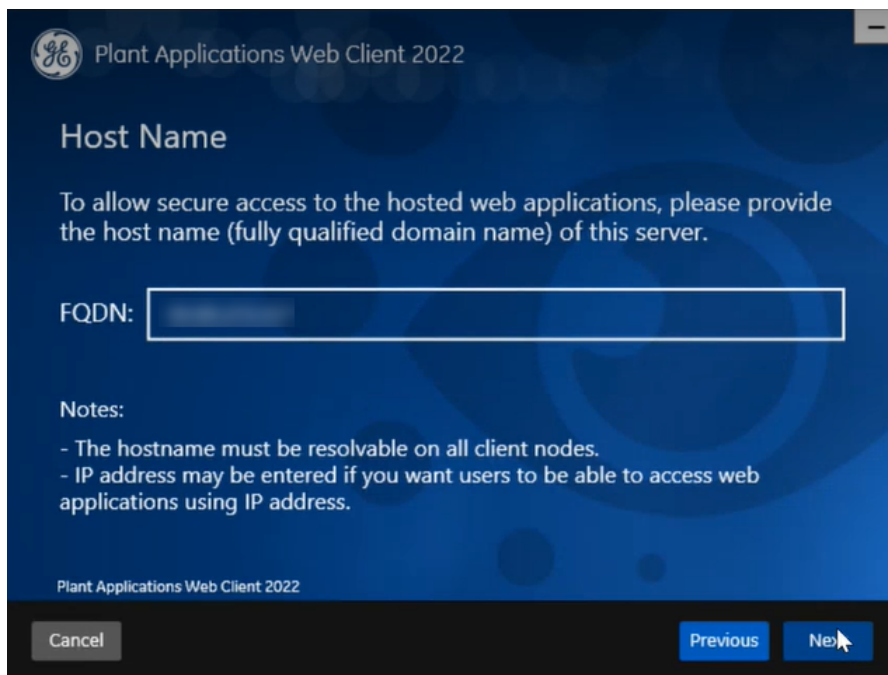 Plant Applications Web Client 2022
Host Name
To allow secure access to the hosted web applications, please provide
the host name (fully qualified domain name) of this server.
FQDN:
Notes:
- The hostname must be resolvable on all client nodes.
- IP address may be entered if you want users to be able to access web
applications using IP address.
Plant Applications Web Client 2022
Cancel
Previous